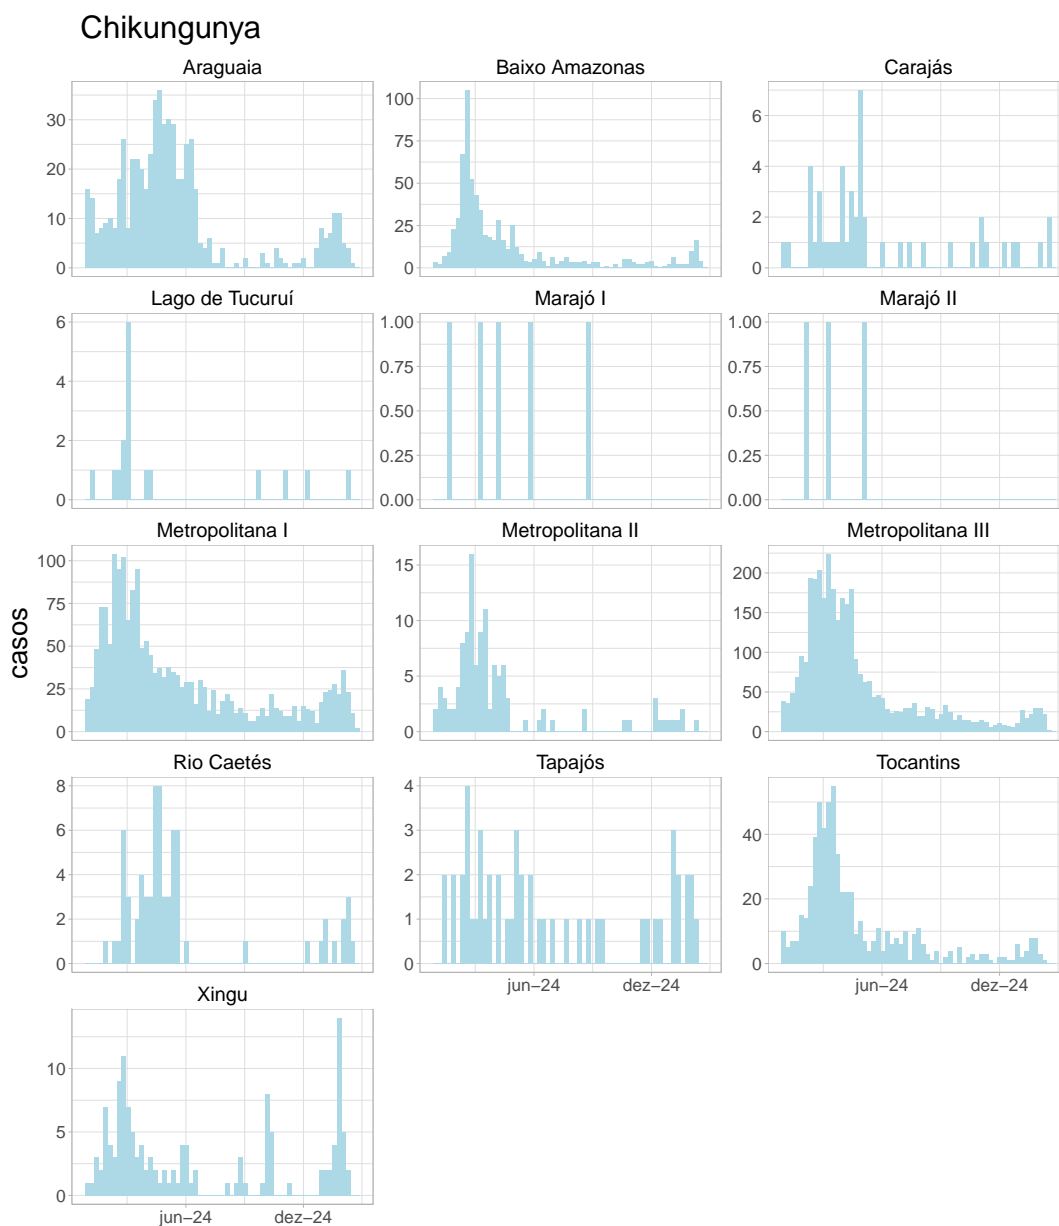 Chikungunya
Araguaia
Baixo Amazonas
Carajás
30
20
10
0
100
75
50
25
0
6
4
2
0
Lago de Tucuruí
Marajó I
Marajó II
6
4
2
0
1.00
0.75
0.50
0.25
0.00
1.00
0.75
0.50
0.25
0.00
Metropolitana I
Metropolitana II
Metropolitana III
100
75
50
25
0
15
10
5
0
200
150
100
50
0
casos
Rio Caetés
Tapajós
Tocantins
8
6
4
2
0
4
3
2
1
0
40
20
0
jun–24
dez–24
jun–24
dez–24
Xingu
10
5
0
jun–24
dez–24